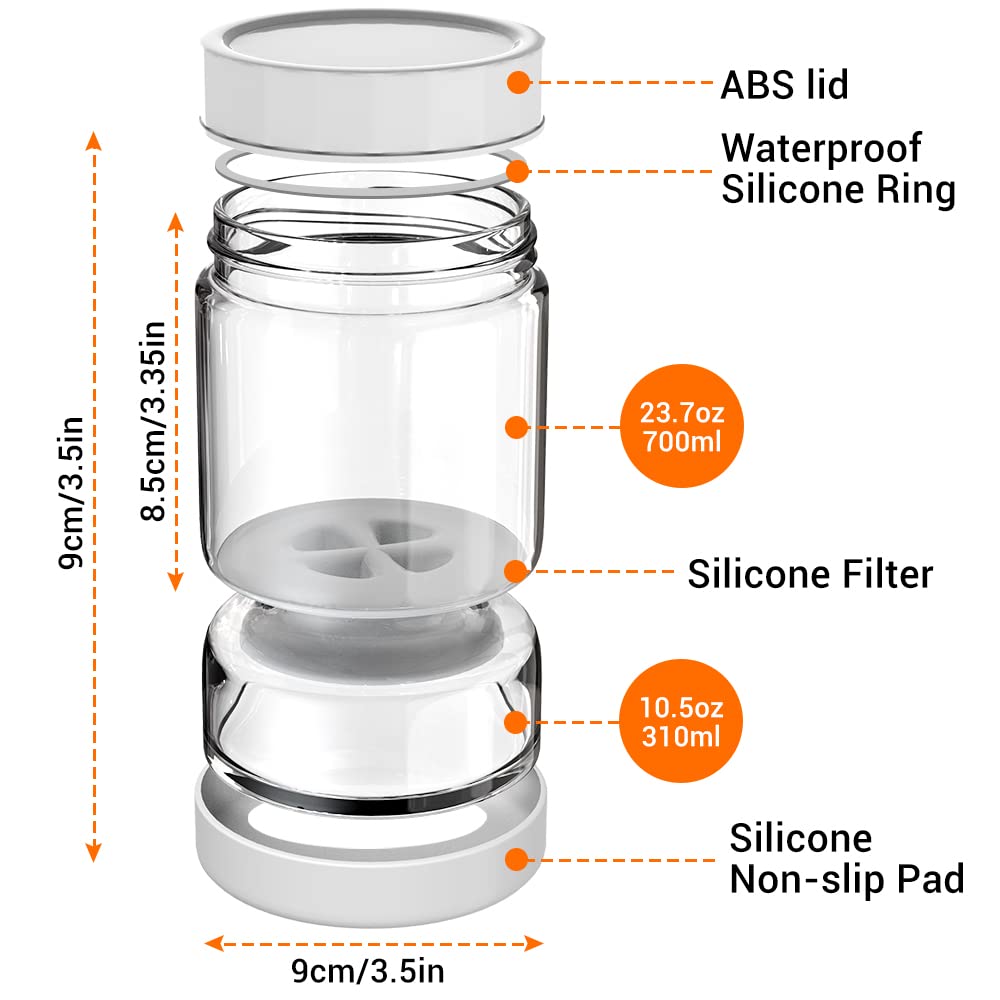 ABS lid
Waterproof
Silicone Ring
8.5cm/3.35in
9cm/3.5in
23.7oz
700ml
Silicone Filter
10.5oz
310ml
Silicone
Non-slip Pad
9cm/3.5in